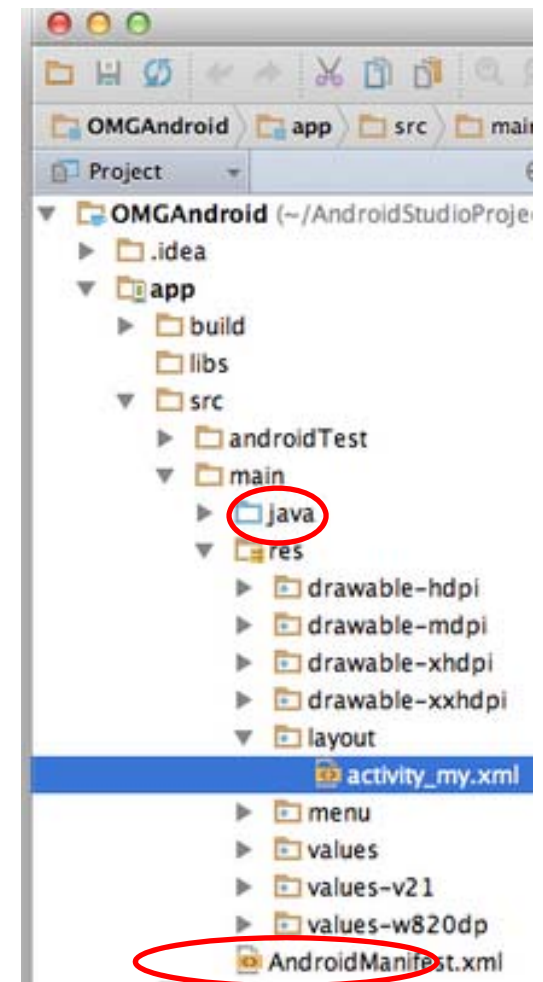 OMGAndroid app src main
Project
OMGAndroid (~/AndroidStudioProje
.idea
app
build
libs
src
androidTest
main
java
res
drawable-hdpi
drawable-mdpi
drawable-xhdpi
drawable-xxhdpi
layout
activity_my.xml
menu
values
values-v21
values-w820dp
AndroidManifest.xml